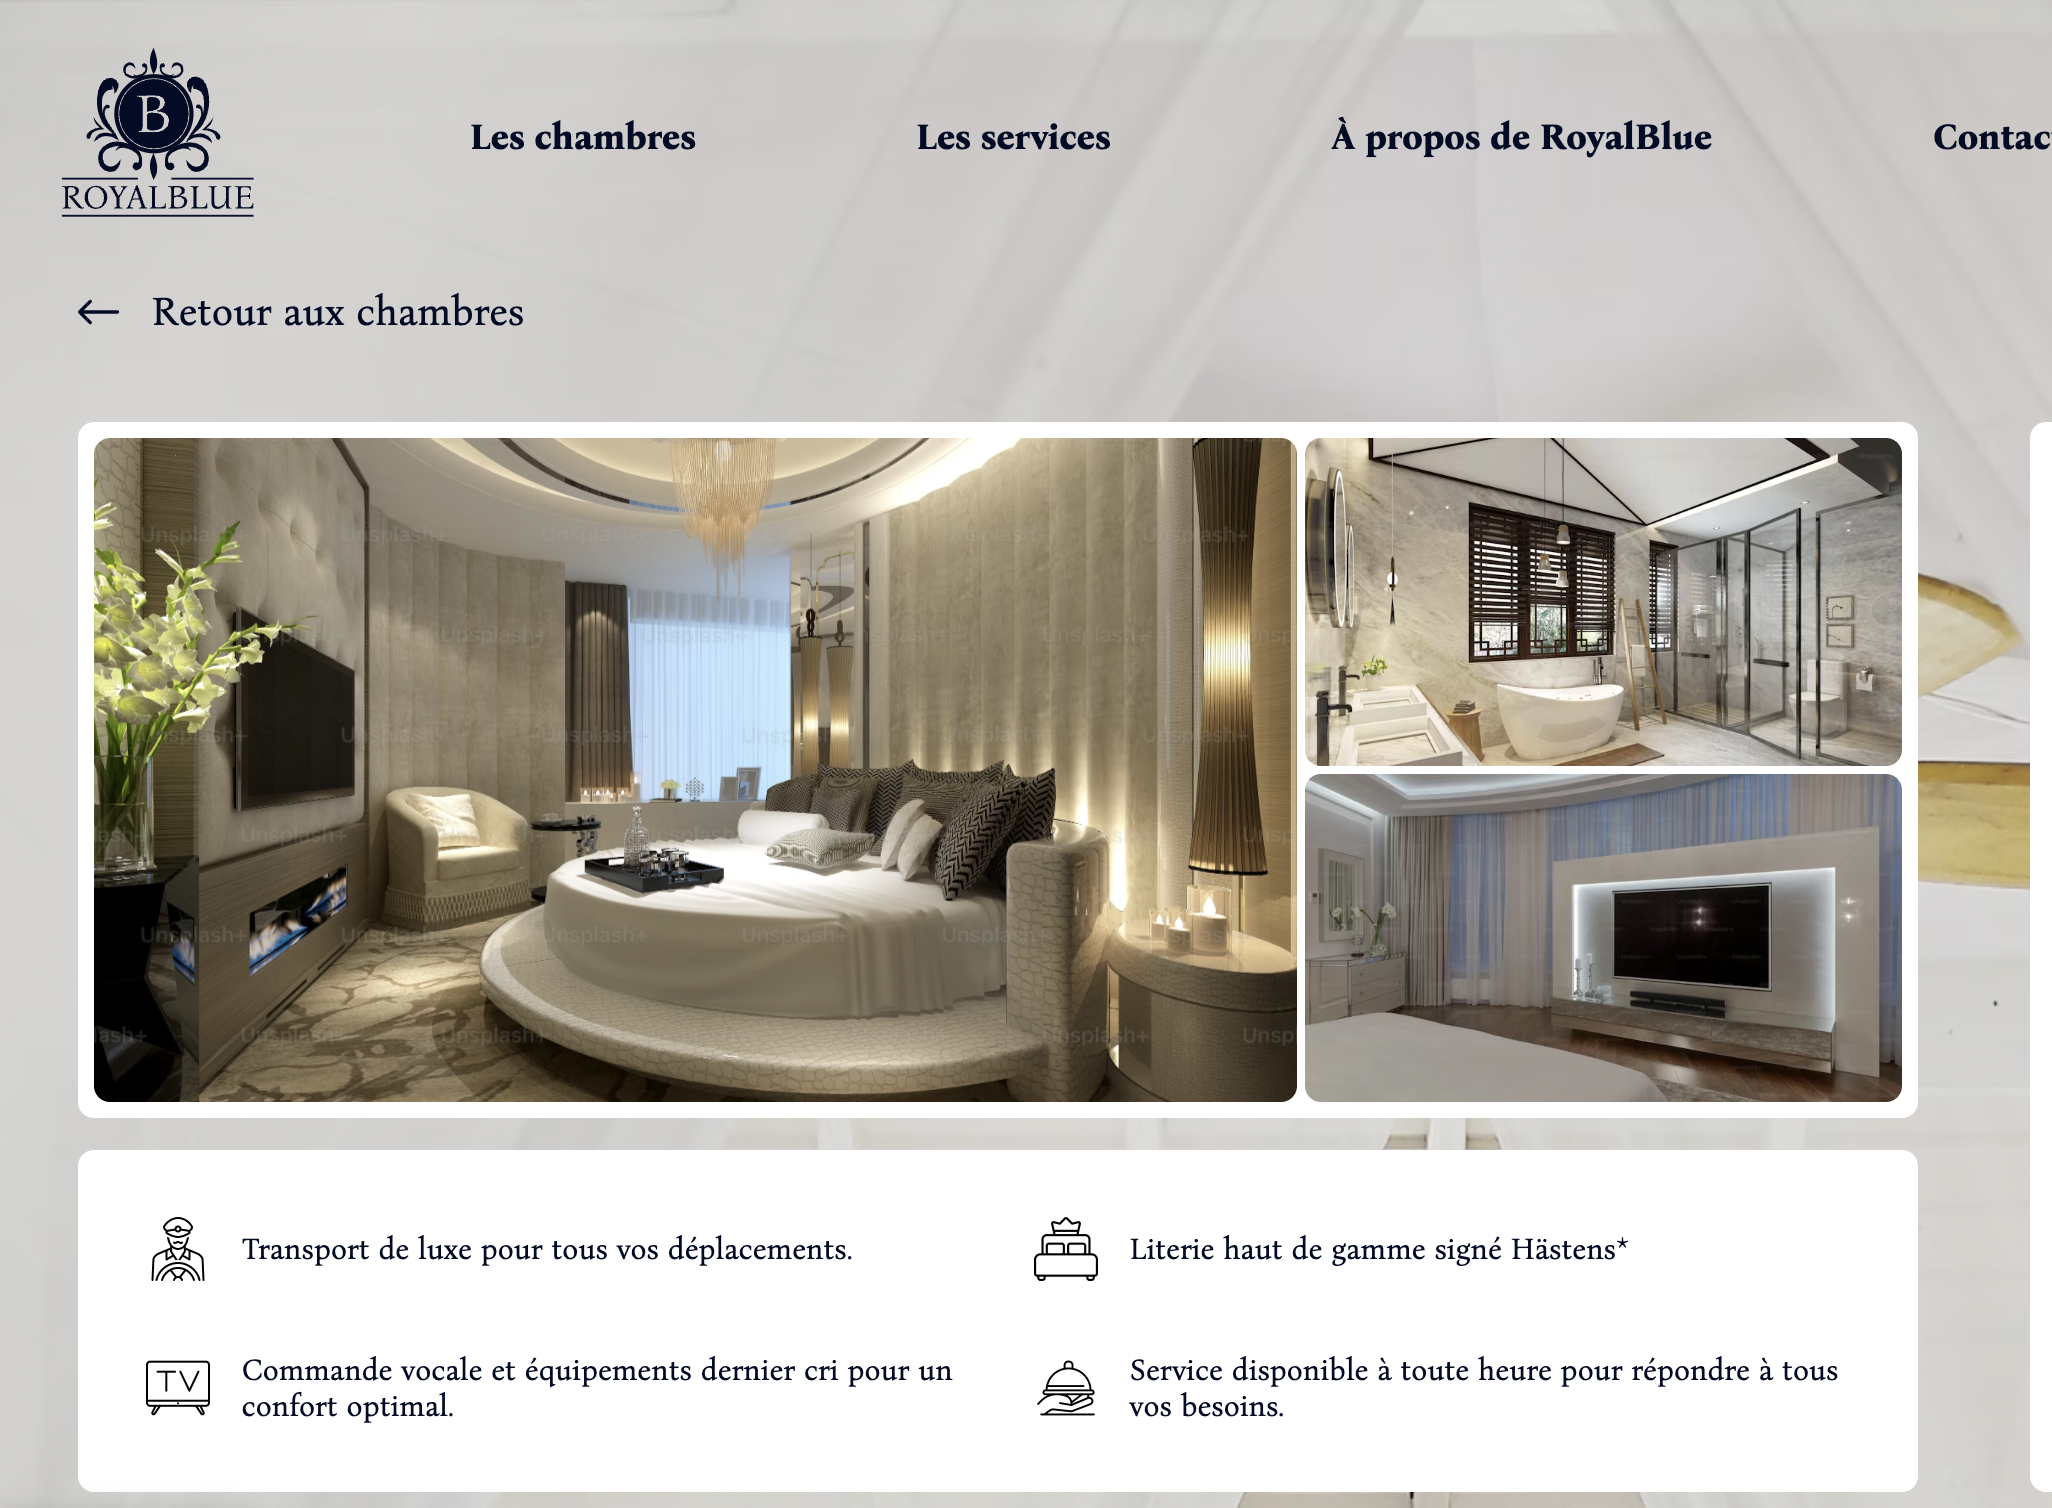 B
ROYALBLUE
Les chambres
Les services
À propos de RoyalBlue
Contac
Retour aux chambres
Unsplash+
Transport de luxe pour tous vos déplacements.
Literie haut de gamme signé Hästens*
TV
Commande vocale et équipements dernier cri pour un
confort optimal.
Service disponible à toute heure pour répondre à tous
vos besoins.